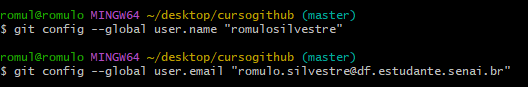 romul@romulo MINGW64 ~/desktop/cursogithub (master)
$ git config --global user.name "romulosilvestre"
romul@romulo MINGW64 ~/desktop/cursogithub (master)
$ git config --global user.email "romulo.silvestre@df.estudante.senai.br"